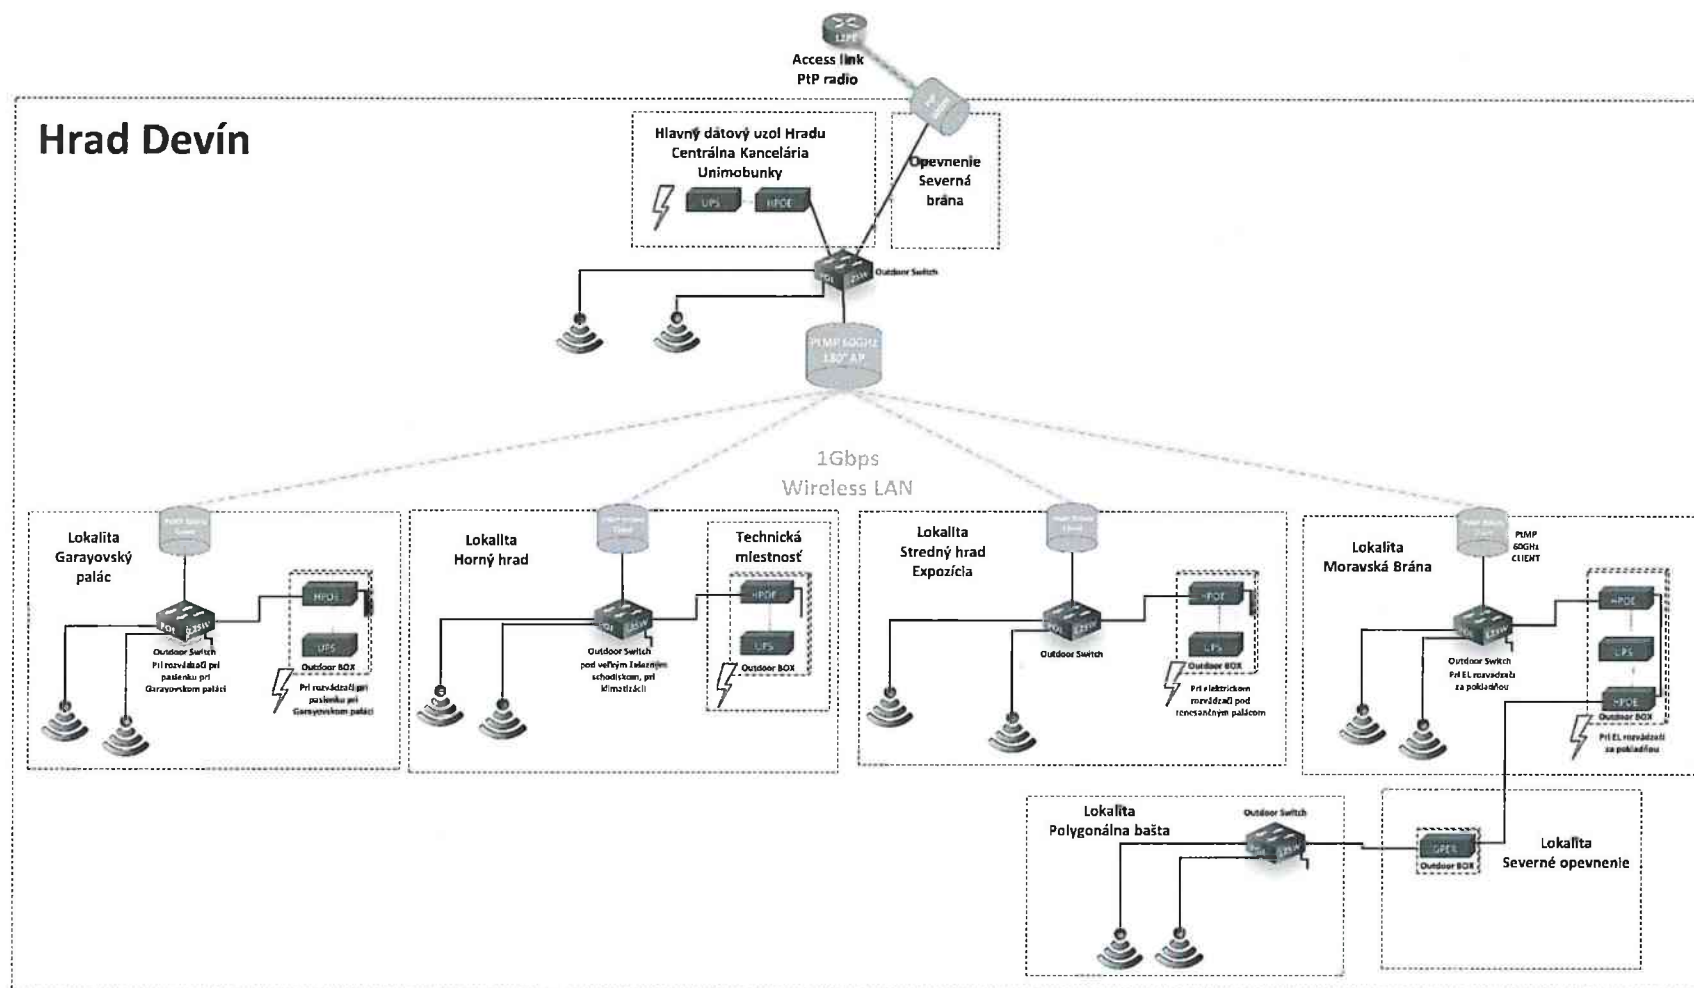 Access link
PtP radio
Hrad Devín
Hlavný dátový uzol Hradu
Centrálna Kancelária
Unimobunky
UPS
HPOE
Opevnenie
Severná
brána
Outdoor Switch
PtMP 60GHz
180° AP
1Gbps
Wireless LAN
Lokalita
Garayovský
palác
HPOE
UPS
Outdoor BOX
Outdoor Switch
Pri rozvádzači pri
pasienku pri
Garayovskom paláci
Pri rozvádzači pri
pasienku pri
Garayovskom paláci
Lokalita
Horný hrad
Technická
miestnosť
HPOE
UPS
Outdoor BOX
Outdoor Switch
pod veľkým železným
schodiskom, pri
klimatizácii
Lokalita
Stredný hrad
Expozícia
HPOE
UPS
Outdoor BOX
Outdoor Switch
Pri elektrickom
rozvádzači pod
renesančným palácom
Lokalita
Moravská Brána
PtMP
60GHz
CLIENT
HPOE
UPS
HPOE
Outdoor BOX
Outdoor Switch
Pri EL rozvádzači
za pokladňou
Pri EL rozvádzači
za pokladňou
Lokalita
Polygonálna bašta
Outdoor Switch
Outdoor BOX
Lokalita
Severné opevnenie